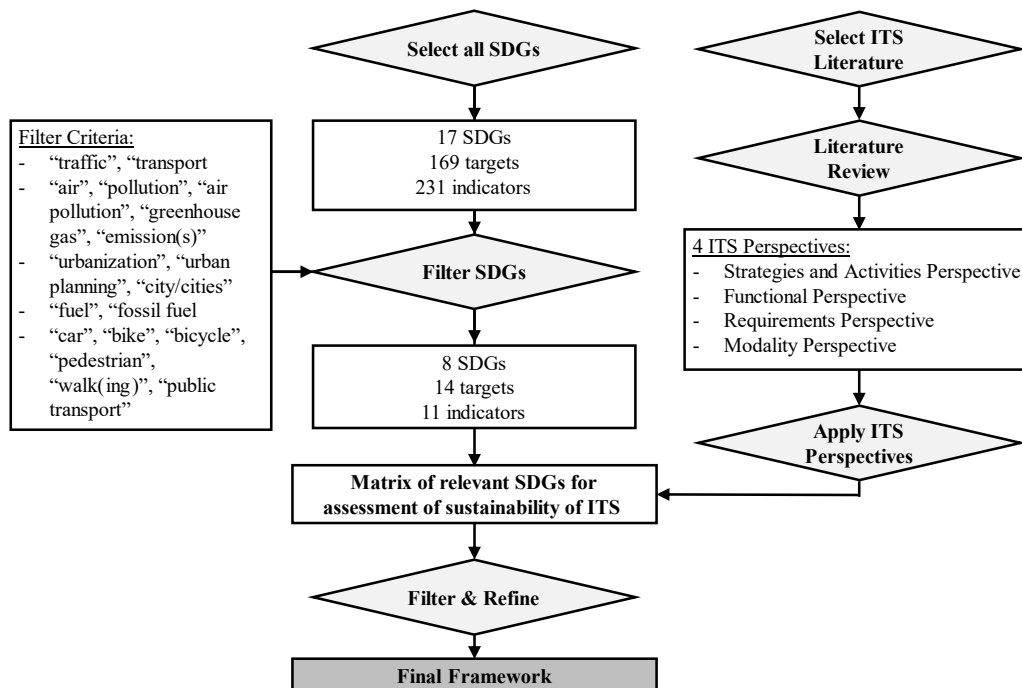 Select all SDGs
17 SDGs
169 targets
231 indicators
Filter Criteria:
- “traffic”, “transport
- “air”, “pollution”, “air
pollution”, “greenhouse
gas”, “emission(s)”
- “urbanization”, “urban
planning”, “city/cities”
- “fuel”, “fossil fuel
- “car”, “bike”, “bicycle”,
“pedestrian”,
“walk(ing)”, “public
transport”
Filter SDGs
8 SDGs
14 targets
11 indicators
Select ITS
Literature
Literature
Review
4 ITS Perspectives:
- Strategies and Activities Perspective
- Functional Perspective
- Requirements Perspective
- Modality Perspective
Apply ITS
Perspectives
Matrix of relevant SDGs for
assessment of sustainability of ITS
Filter & Refine
Final Framework